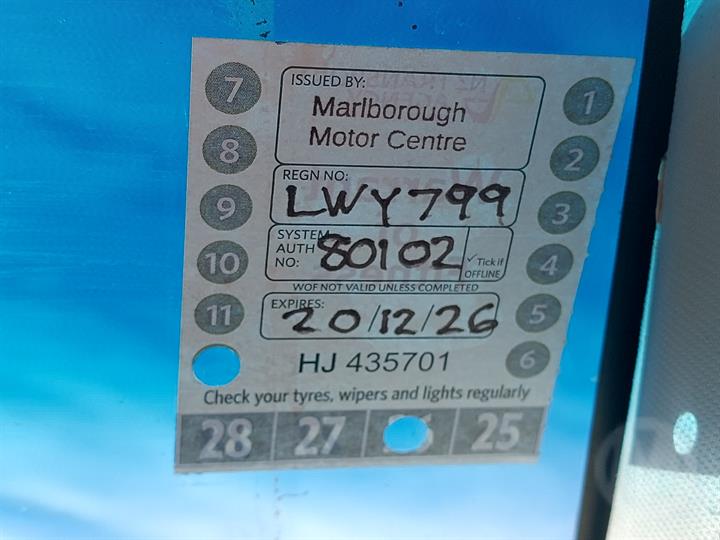 ISSUED BY:
Marlborough
Motor Centre
REGN NO:
LWY799
SYSTEM
AUTH
NO:
80102
✓Tick if
OFFLINE
WOF NOT VALID UNLESS COMPLETED
EXPIRES:
20/12/26
HJ 435701
Check your tyres, wipers and lights regularly
7
8
9
10
11
1
2
3
4
5
6
28 27 25